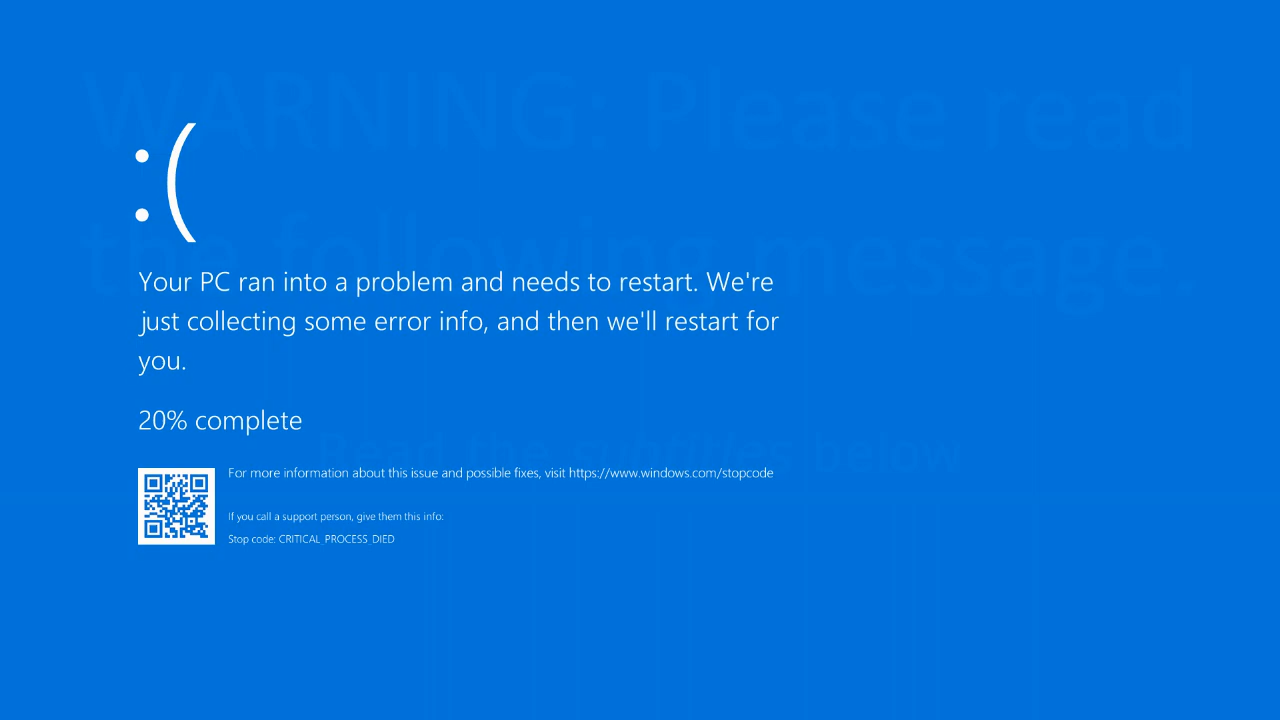 WARNING: Please read
the following message.
:(
Your PC ran into a problem and needs to restart. We're
just collecting some error info, and then we'll restart for
you.
20% complete
Read the subtitles below
For more information about this issue and possible fixes, visit https://www.windows.com/stopcode
If you call a support person, give them this info:
Stop code: CRITICAL_PROCESS_DIED